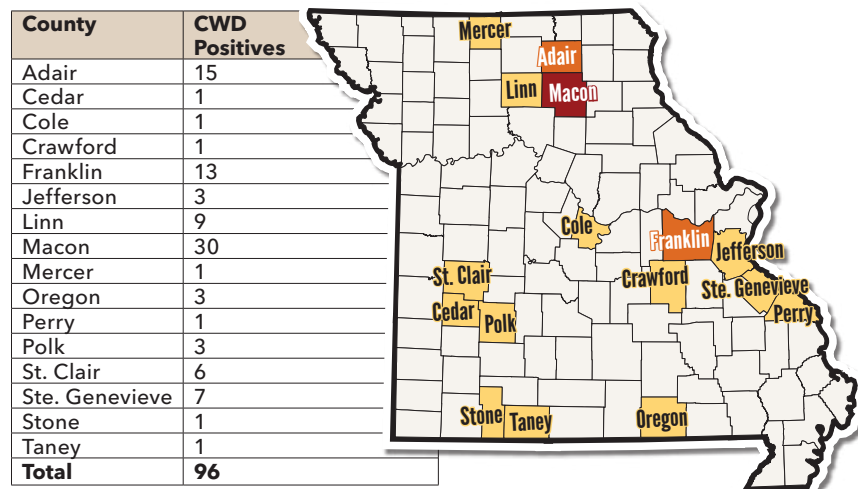 County CWD Positives
Adair 15
Cedar 1
Cole 1
Crawford 1
Franklin 13
Jefferson 3
Linn 9
Macon 30
Mercer 1
Oregon 3
Perry 1
Polk 3
St. Clair 6
Ste. Genevieve 7
Stone 1
Taney 1
Total 96
Mercer
Adair
Linn
Macon
Cole
Franklin
Jefferson
St. Clair
Crawford
Ste. Genevieve
Cedar
Polk
Perry
Stone
Taney
Oregon